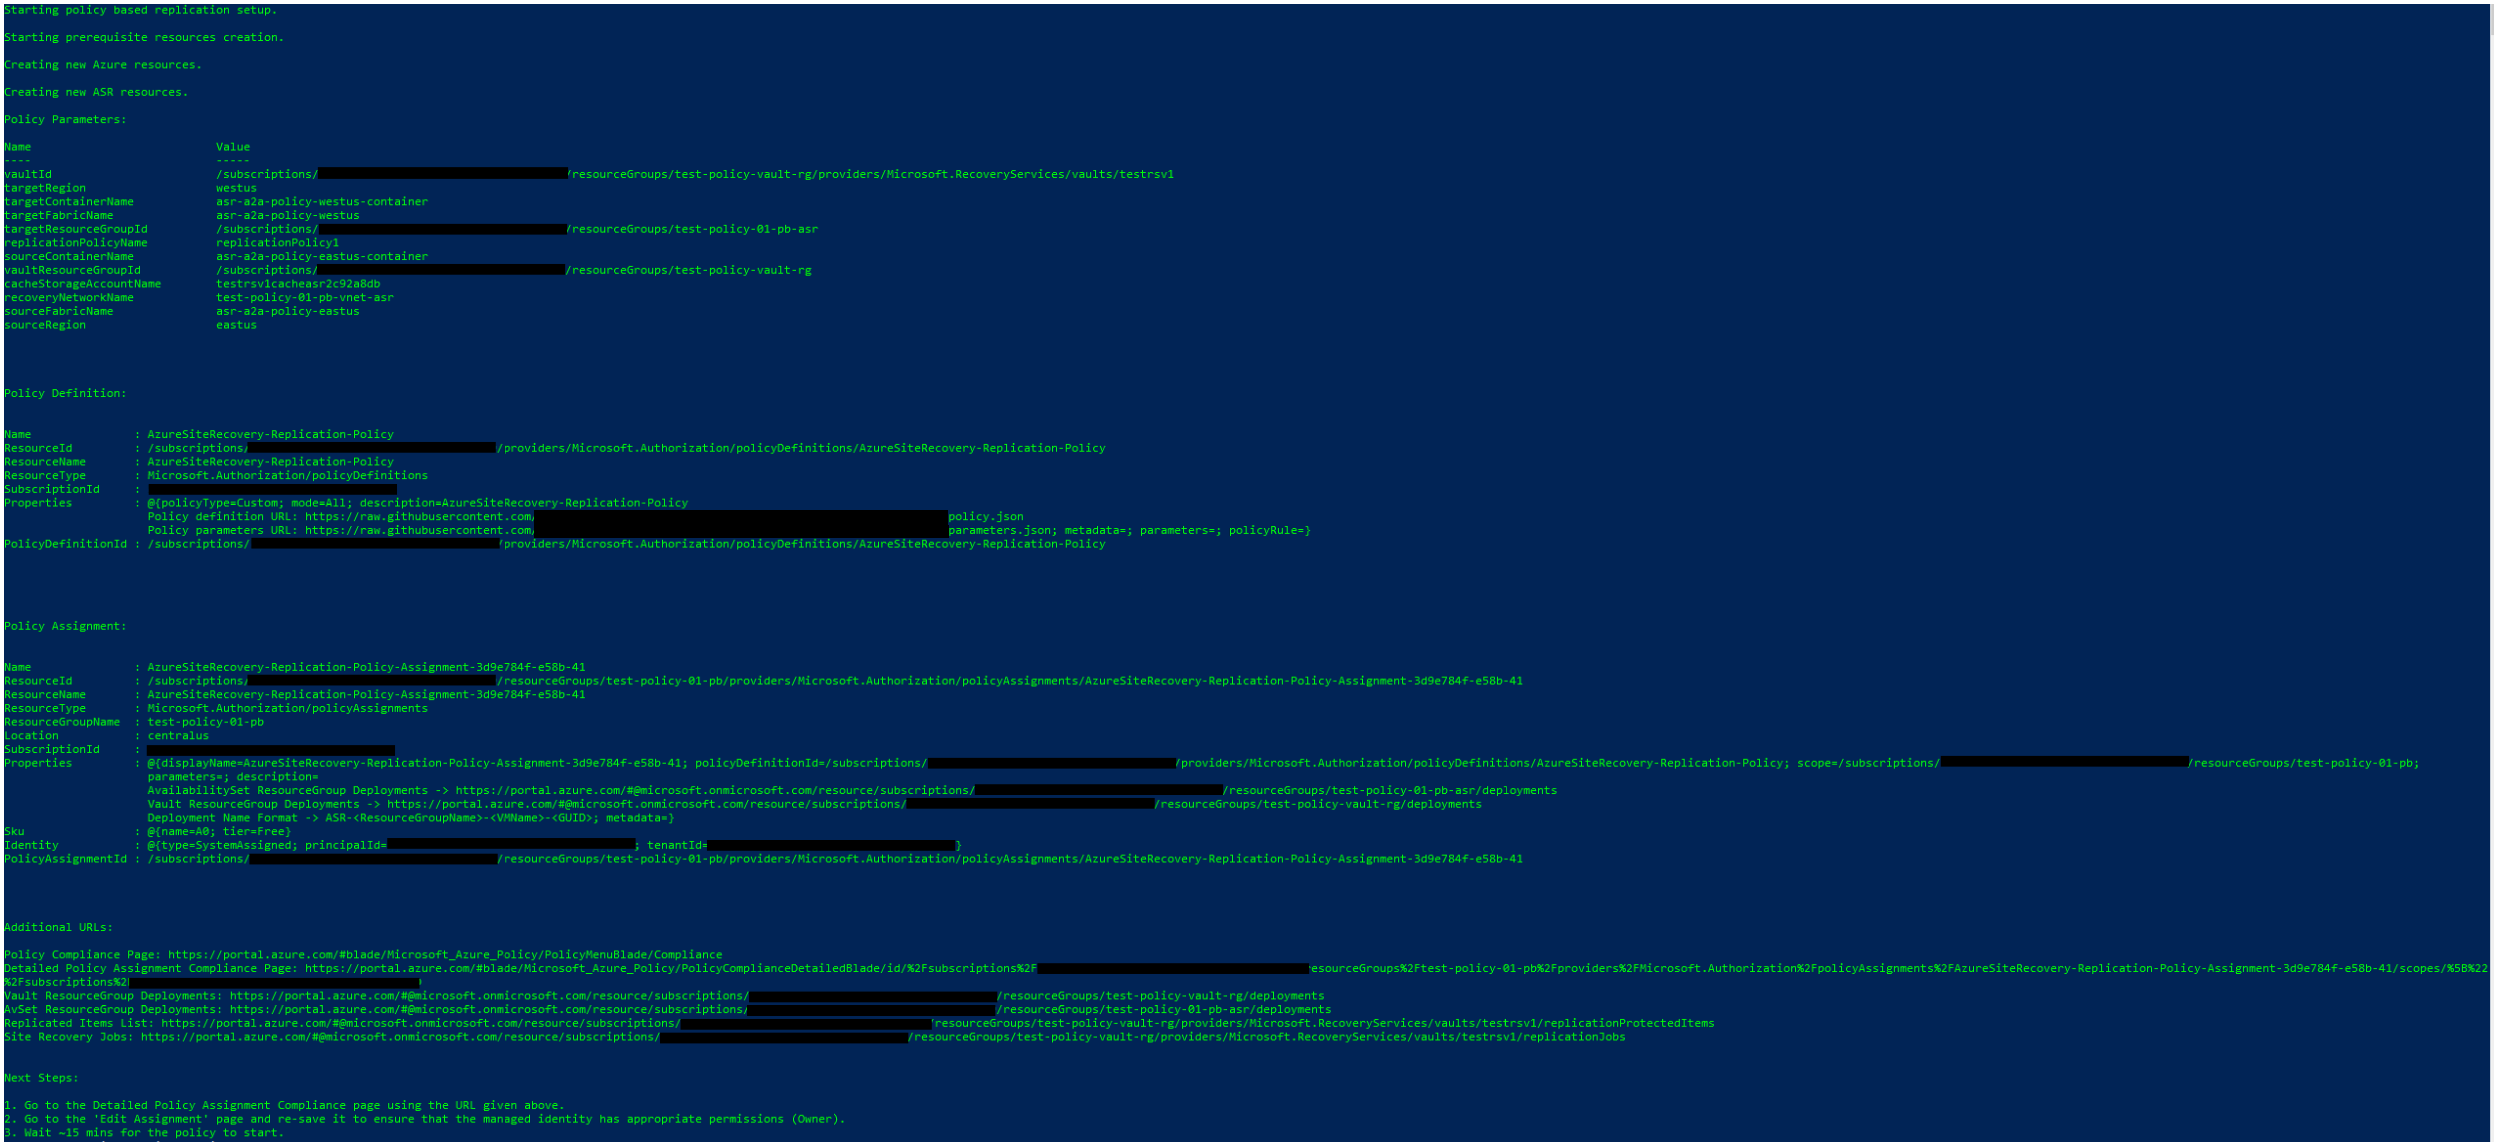 Starting policy based replication setup.
Starting prerequisite resources creation.
Creating new Azure resources.
Creating new ASR resources.
Policy Parameters:
Name Value
---- -----
vaultId /subscriptions/ /resourceGroups/test-policy-vault-rg/providers/Microsoft.RecoveryServices/vaults/testrsv1
targetRegion westus
targetContainerName asr-a2a-policy-westus-container
targetFabricName asr-a2a-policy-westus
targetResourceGroupId /subscriptions/ /resourceGroups/test-policy-01-pb-asr
replicationPolicyName replicationPolicy1
sourceContainerName asr-a2a-policy-eastus-container
vaultResourceGroupId /subscriptions/ /resourceGroups/test-policy-vault-rg
cacheStorageAccountName testrsv1cacheasr2c92a8db
recoveryNetworkName test-policy-01-pb-vnet-asr
sourceFabricName asr-a2a-policy-eastus
sourceRegion eastus
Policy Definition:
Name : AzureSiteRecovery-Replication-Policy
ResourceId : /subscriptions/ /providers/Microsoft.Authorization/policyDefinitions/AzureSiteRecovery-Replication-Policy
ResourceName : AzureSiteRecovery-Replication-Policy
ResourceType : Microsoft.Authorization/policyDefinitions
SubscriptionId :
Properties : @{policyType=Custom; mode=All; description=AzureSiteRecovery-Replication-Policy
Policy definition URL: https://raw.githubusercontent.com/ policy.json
Policy parameters URL: https://raw.githubusercontent.com/ parameters.json; metadata=; parameters=; policyRule=}
PolicyDefinitionId : /subscriptions/ /providers/Microsoft.Authorization/policyDefinitions/AzureSiteRecovery-Replication-Policy
Policy Assignment:
Name : AzureSiteRecovery-Replication-Policy-Assignment-3d9e784f-e58b-41
ResourceId : /subscriptions/ /resourceGroups/test-policy-01-pb/providers/Microsoft.Authorization/policyAssignments/AzureSiteRecovery-Replication-Policy-Assignment-3d9e784f-e58b-41
ResourceName : AzureSiteRecovery-Replication-Policy-Assignment-3d9e784f-e58b-41
ResourceType : Microsoft.Authorization/policyAssignments
ResourceGroupName : test-policy-01-pb
Location : centralus
SubscriptionId :
Properties : @{displayName=AzureSiteRecovery-Replication-Policy-Assignment-3d9e784f-e58b-41; policyDefinitionId=/subscriptions/ /providers/Microsoft.Authorization/policyDefinitions/AzureSiteRecovery-Replication-Policy; scope=/subscriptions/ /resourceGroups/test-policy-01-pb;
parameters=; description=
AvailabilitySet ResourceGroup Deployments -> https://portal.azure.com/#@microsoft.onmicrosoft.com/resource/subscriptions/ /resourceGroups/test-policy-01-pb-asr/deployments
Vault ResourceGroup Deployments -> https://portal.azure.com/#@microsoft.onmicrosoft.com/resource/subscriptions/ /resourceGroups/test-policy-vault-rg/deployments
Deployment Name Format -> ASR-<ResourceGroupName>-<VMName>-<GUID>; metadata=}
Sku : @{name=A0; tier=Free}
Identity : @{type=SystemAssigned; principalId= ; tenantId= }
PolicyAssignmentId : /subscriptions/ /resourceGroups/test-policy-01-pb/providers/Microsoft.Authorization/policyAssignments/AzureSiteRecovery-Replication-Policy-Assignment-3d9e784f-e58b-41
Additional URLs:
Policy Compliance Page: https://portal.azure.com/#blade/Microsoft_Azure_Policy/PolicyMenuBlade/Compliance
Detailed Policy Assignment Compliance Page: https://portal.azure.com/#blade/Microsoft_Azure_Policy/PolicyComplianceDetailedBlade/id/%2Fsubscriptions%2F esourceGroups%2Ftest-policy-01-pb%2Fproviders%2FMicrosoft.Authorization%2FpolicyAssignments%2FAzureSiteRecovery-Replication-Policy-Assignment-3d9e784f-e58b-41/scopes/%5B%22
%2Fsubscriptions%2
Vault ResourceGroup Deployments: https://portal.azure.com/#@microsoft.onmicrosoft.com/resource/subscriptions/ /resourceGroups/test-policy-vault-rg/deployments
AvSet ResourceGroup Deployments: https://portal.azure.com/#@microsoft.onmicrosoft.com/resource/subscriptions/ /resourceGroups/test-policy-01-pb-asr/deployments
Replicated Items List: https://portal.azure.com/#@microsoft.onmicrosoft.com/resource/subscriptions/ resourceGroups/test-policy-vault-rg/providers/Microsoft.RecoveryServices/vaults/testrsv1/replicationProtectedItems
Site Recovery Jobs: https://portal.azure.com/#@microsoft.onmicrosoft.com/resource/subscriptions/ /resourceGroups/test-policy-vault-rg/providers/Microsoft.RecoveryServices/vaults/testrsv1/replicationJobs
Next Steps:
1. Go to the Detailed Policy Assignment Compliance page using the URL given above.
2. Go to the 'Edit Assignment' page and re-save it to ensure that the managed identity has appropriate permissions (Owner).
3. Wait ~15 mins for the policy to start.